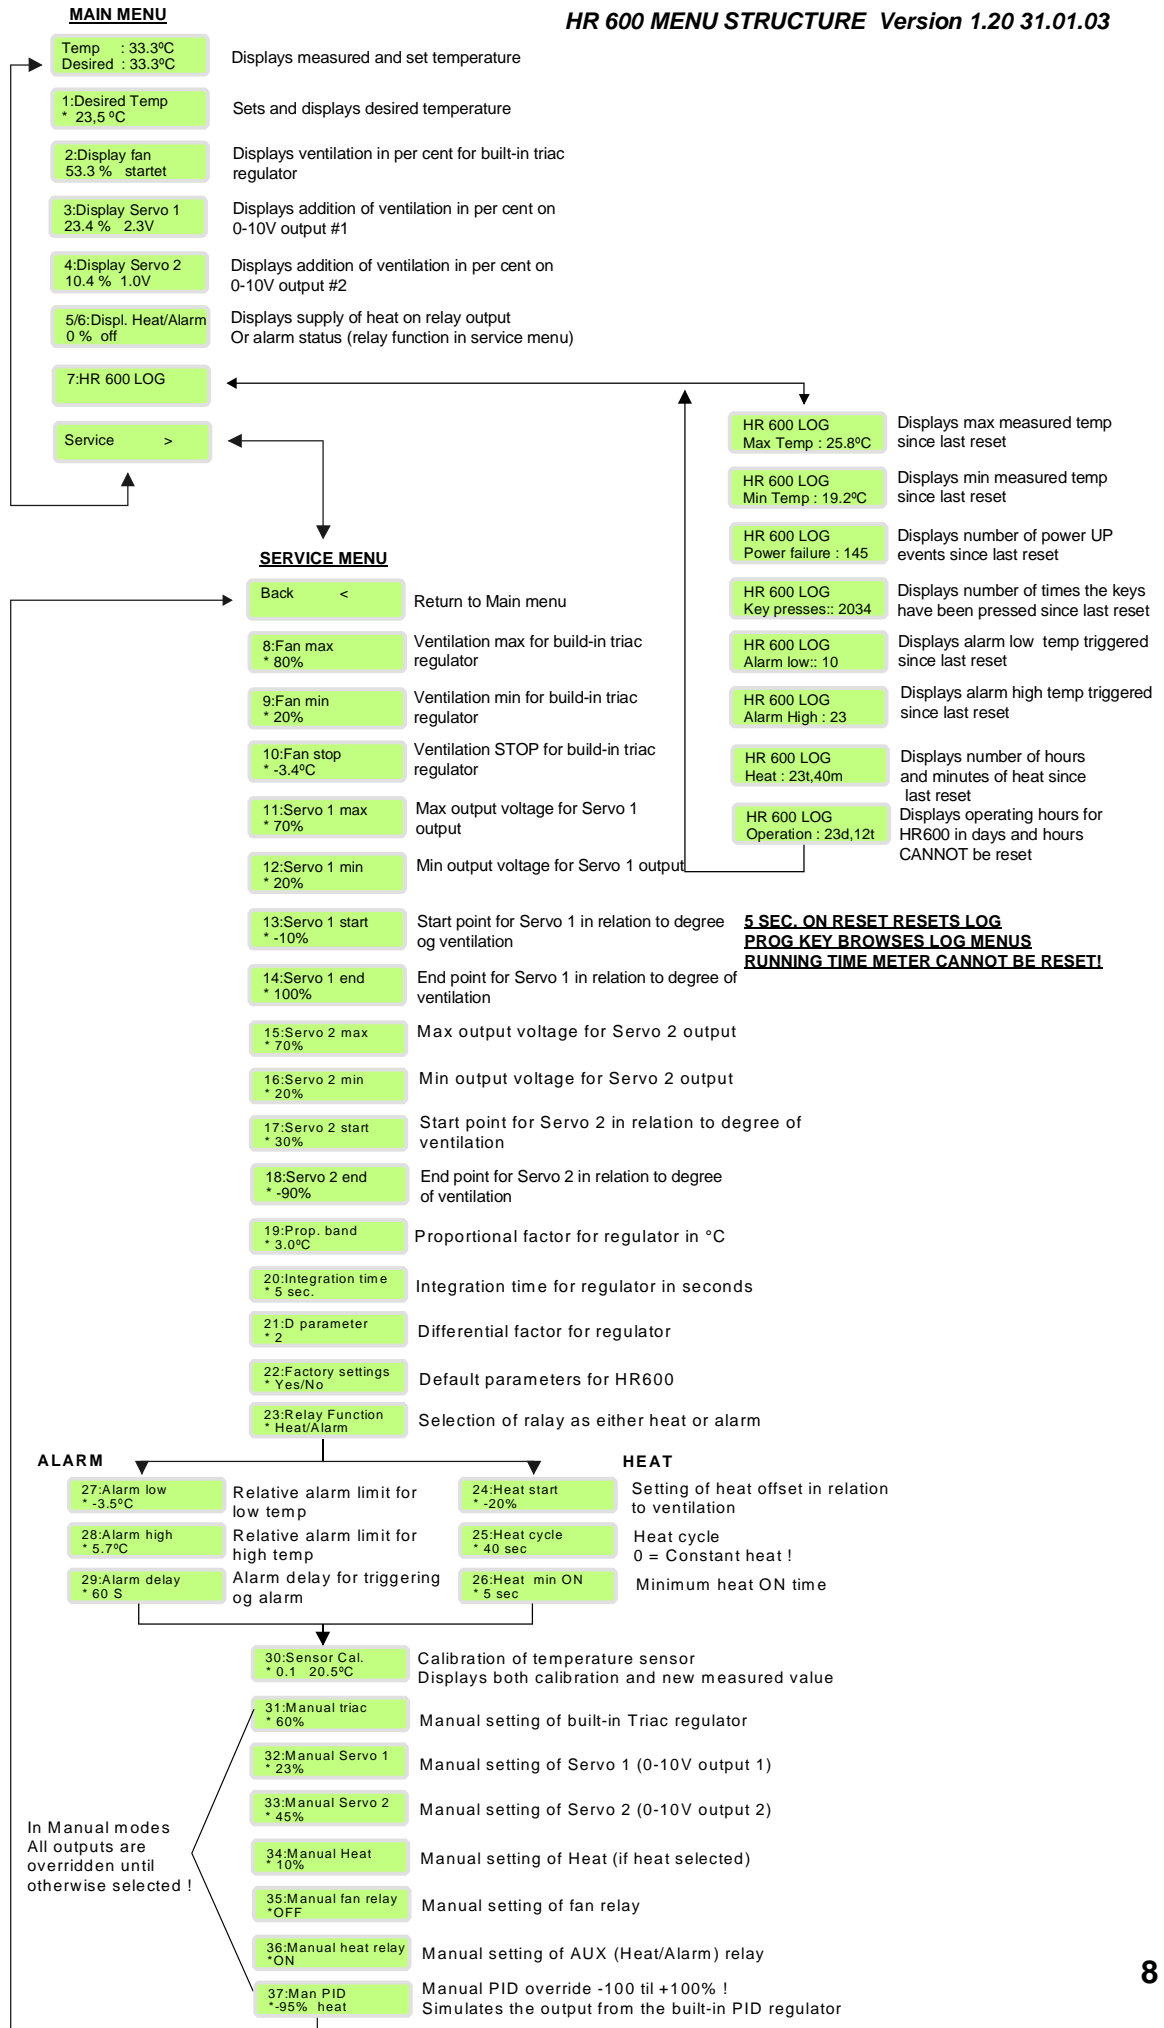 MAIN MENU
HR 600 MENU STRUCTURE  Version 1.20 31.01.03
Temp : 33.3ºC
Desired : 33.3ºC
Displays measured and set temperature
1:Desired Temp
* 23,5 ºC
Sets and displays desired temperature
2:Display fan
53.3 % startet
Displays ventilation in per cent for built-in triac
regulator
3:Display Servo 1
23.4 % 2.3V
Displays addition of ventilation in per cent on
0-10V output #1
4:Display Servo 2
10.4 % 1.0V
Displays addition of ventilation in per cent on
0-10V output #2
5/6:Displ. Heat/Alarm
0 % off
Displays supply of heat on relay output
Or alarm status (relay function in service menu)
7:HR 600 LOG
Service >
HR 600 LOG
Max Temp : 25.8ºC
Displays max measured temp
since last reset
HR 600 LOG
Min Temp : 19.2ºC
Displays min measured temp
since last reset
HR 600 LOG
Power failure : 145
Displays number of power UP
events since last reset
HR 600 LOG
Key presses:: 2034
Displays number of times the keys
have been pressed since last reset
HR 600 LOG
Alarm low:: 10
Displays alarm low temp triggered
since last reset
HR 600 LOG
Alarm High : 23
Displays alarm high temp triggered
since last reset
HR 600 LOG
Heat : 23t,40m
Displays number of hours
and minutes of heat since
last reset
HR 600 LOG
Operation : 23d,12t
Displays operating hours for
HR600 in days and hours
CANNOT be reset
5 SEC. ON RESET RESETS LOG
PROG KEY BROWSES LOG MENUS
RUNNING TIME METER CANNOT BE RESET!
SERVICE MENU
Back <
Return to Main menu
8:Fan max
* 80%
Ventilation max for build-in triac
regulator
9:Fan min
* 20%
Ventilation min for build-in triac
regulator
10:Fan stop
* -3.4ºC
Ventilation STOP for build-in triac
regulator
11:Servo 1 max
* 70%
Max output voltage for Servo 1
output
12:Servo 1 min
* 20%
Min output voltage for Servo 1 output
13:Servo 1 start
* -10%
Start point for Servo 1 in relation to degree
og ventilation
14:Servo 1 end
* 100%
End point for Servo 1 in relation to degree of
ventilation
15:Servo 2 max
* 70%
Max output voltage for Servo 2 output
16:Servo 2 min
* 20%
Min output voltage for Servo 2 output
17:Servo 2 start
* 30%
Start point for Servo 2 in relation to degree of
ventilation
18:Servo 2 end
* -90%
End point for Servo 2 in relation to degree
of ventilation
19:Prop. band
* 3.0ºC
Proportional factor for regulator in °C
20:Integration time
* 5 sec.
Integration time for regulator in seconds
21:D parameter
* 2
Differential factor for regulator
22:Factory settings
* Yes/No
Default parameters for HR600
23:Relay Function
* Heat/Alarm
Selection of ralay as either heat or alarm
ALARM
HEAT
27:Alarm low
* -3.5ºC
Relative alarm limit for
low temp
24:Heat start
* -20%
Setting of heat offset in relation
to ventilation
28:Alarm high
* 5.7ºC
Relative alarm limit for
high temp
25:Heat cycle
* 40 sec
Heat cycle
0 = Constant heat !
29:Alarm delay
* 60 S
Alarm delay for triggering
og alarm
26:Heat min ON
* 5 sec
Minimum heat ON time
30:Sensor Cal.
* 0.1 20.5ºC
Calibration of temperature sensor
Displays both calibration and new measured value
31:Manual triac
* 60%
Manual setting of built-in Triac regulator
32:Manual Servo 1
* 23%
Manual setting of Servo 1 (0-10V output 1)
33:Manual Servo 2
* 45%
Manual setting of Servo 2 (0-10V output 2)
In Manual modes
All outputs are
overridden until
otherwise selected !
34:Manual Heat
* 10%
Manual setting of Heat (if heat selected)
35:Manual fan relay
*OFF
Manual setting of fan relay
36:Manual heat relay
*ON
Manual setting of AUX (Heat/Alarm) relay
37:Man PID
*-95% heat
Manual PID override -100 til +100% !
Simulates the output from the built-in PID regulator
8